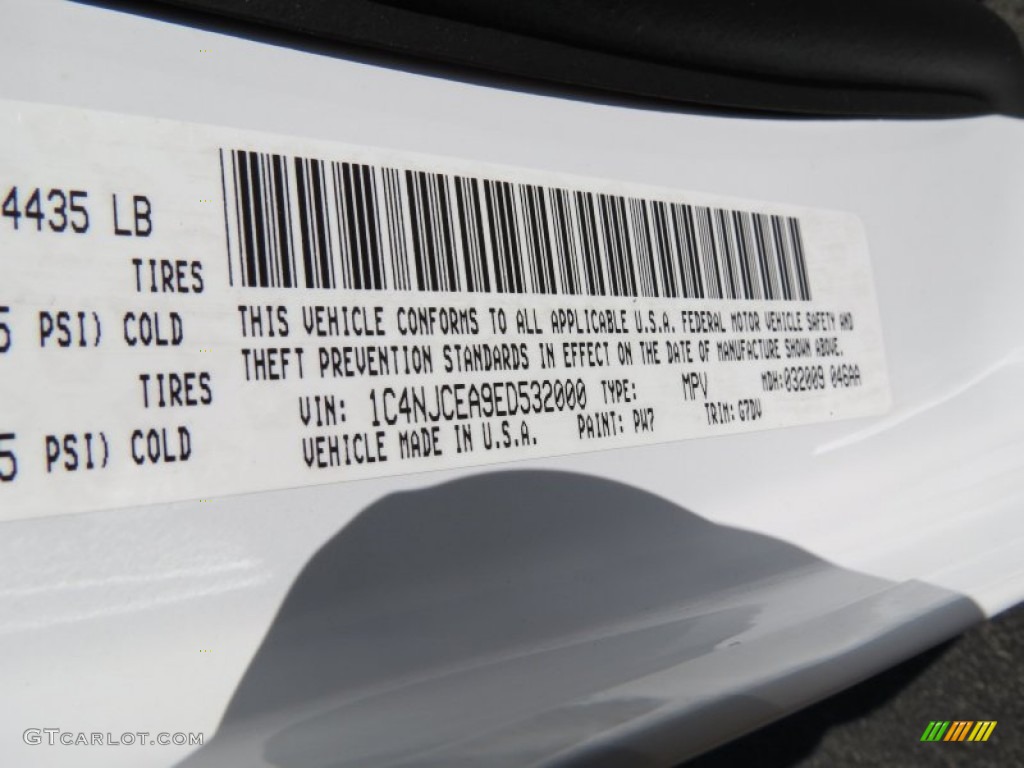 4435 LB
TIRES
5 PSI) COLD
TIRES
5 PSI) COLD
THIS VEHICLE CONFORMS TO ALL APPLICABLE U.S.A. FEDERAL MOTOR VEHICLE SAFETY AND
THEFT PREVENTION STANDARDS IN EFFECT ON THE DATE OF MANUFACTURE SHOWN ABOVE.
VIN: 1C4NJCEA9ED532000 TYPE: MPV MDH:032009 046AA
VEHICLE MADE IN U.S.A. PAINT: PW7 TRIM: G7DV
GTCARLOT.COM